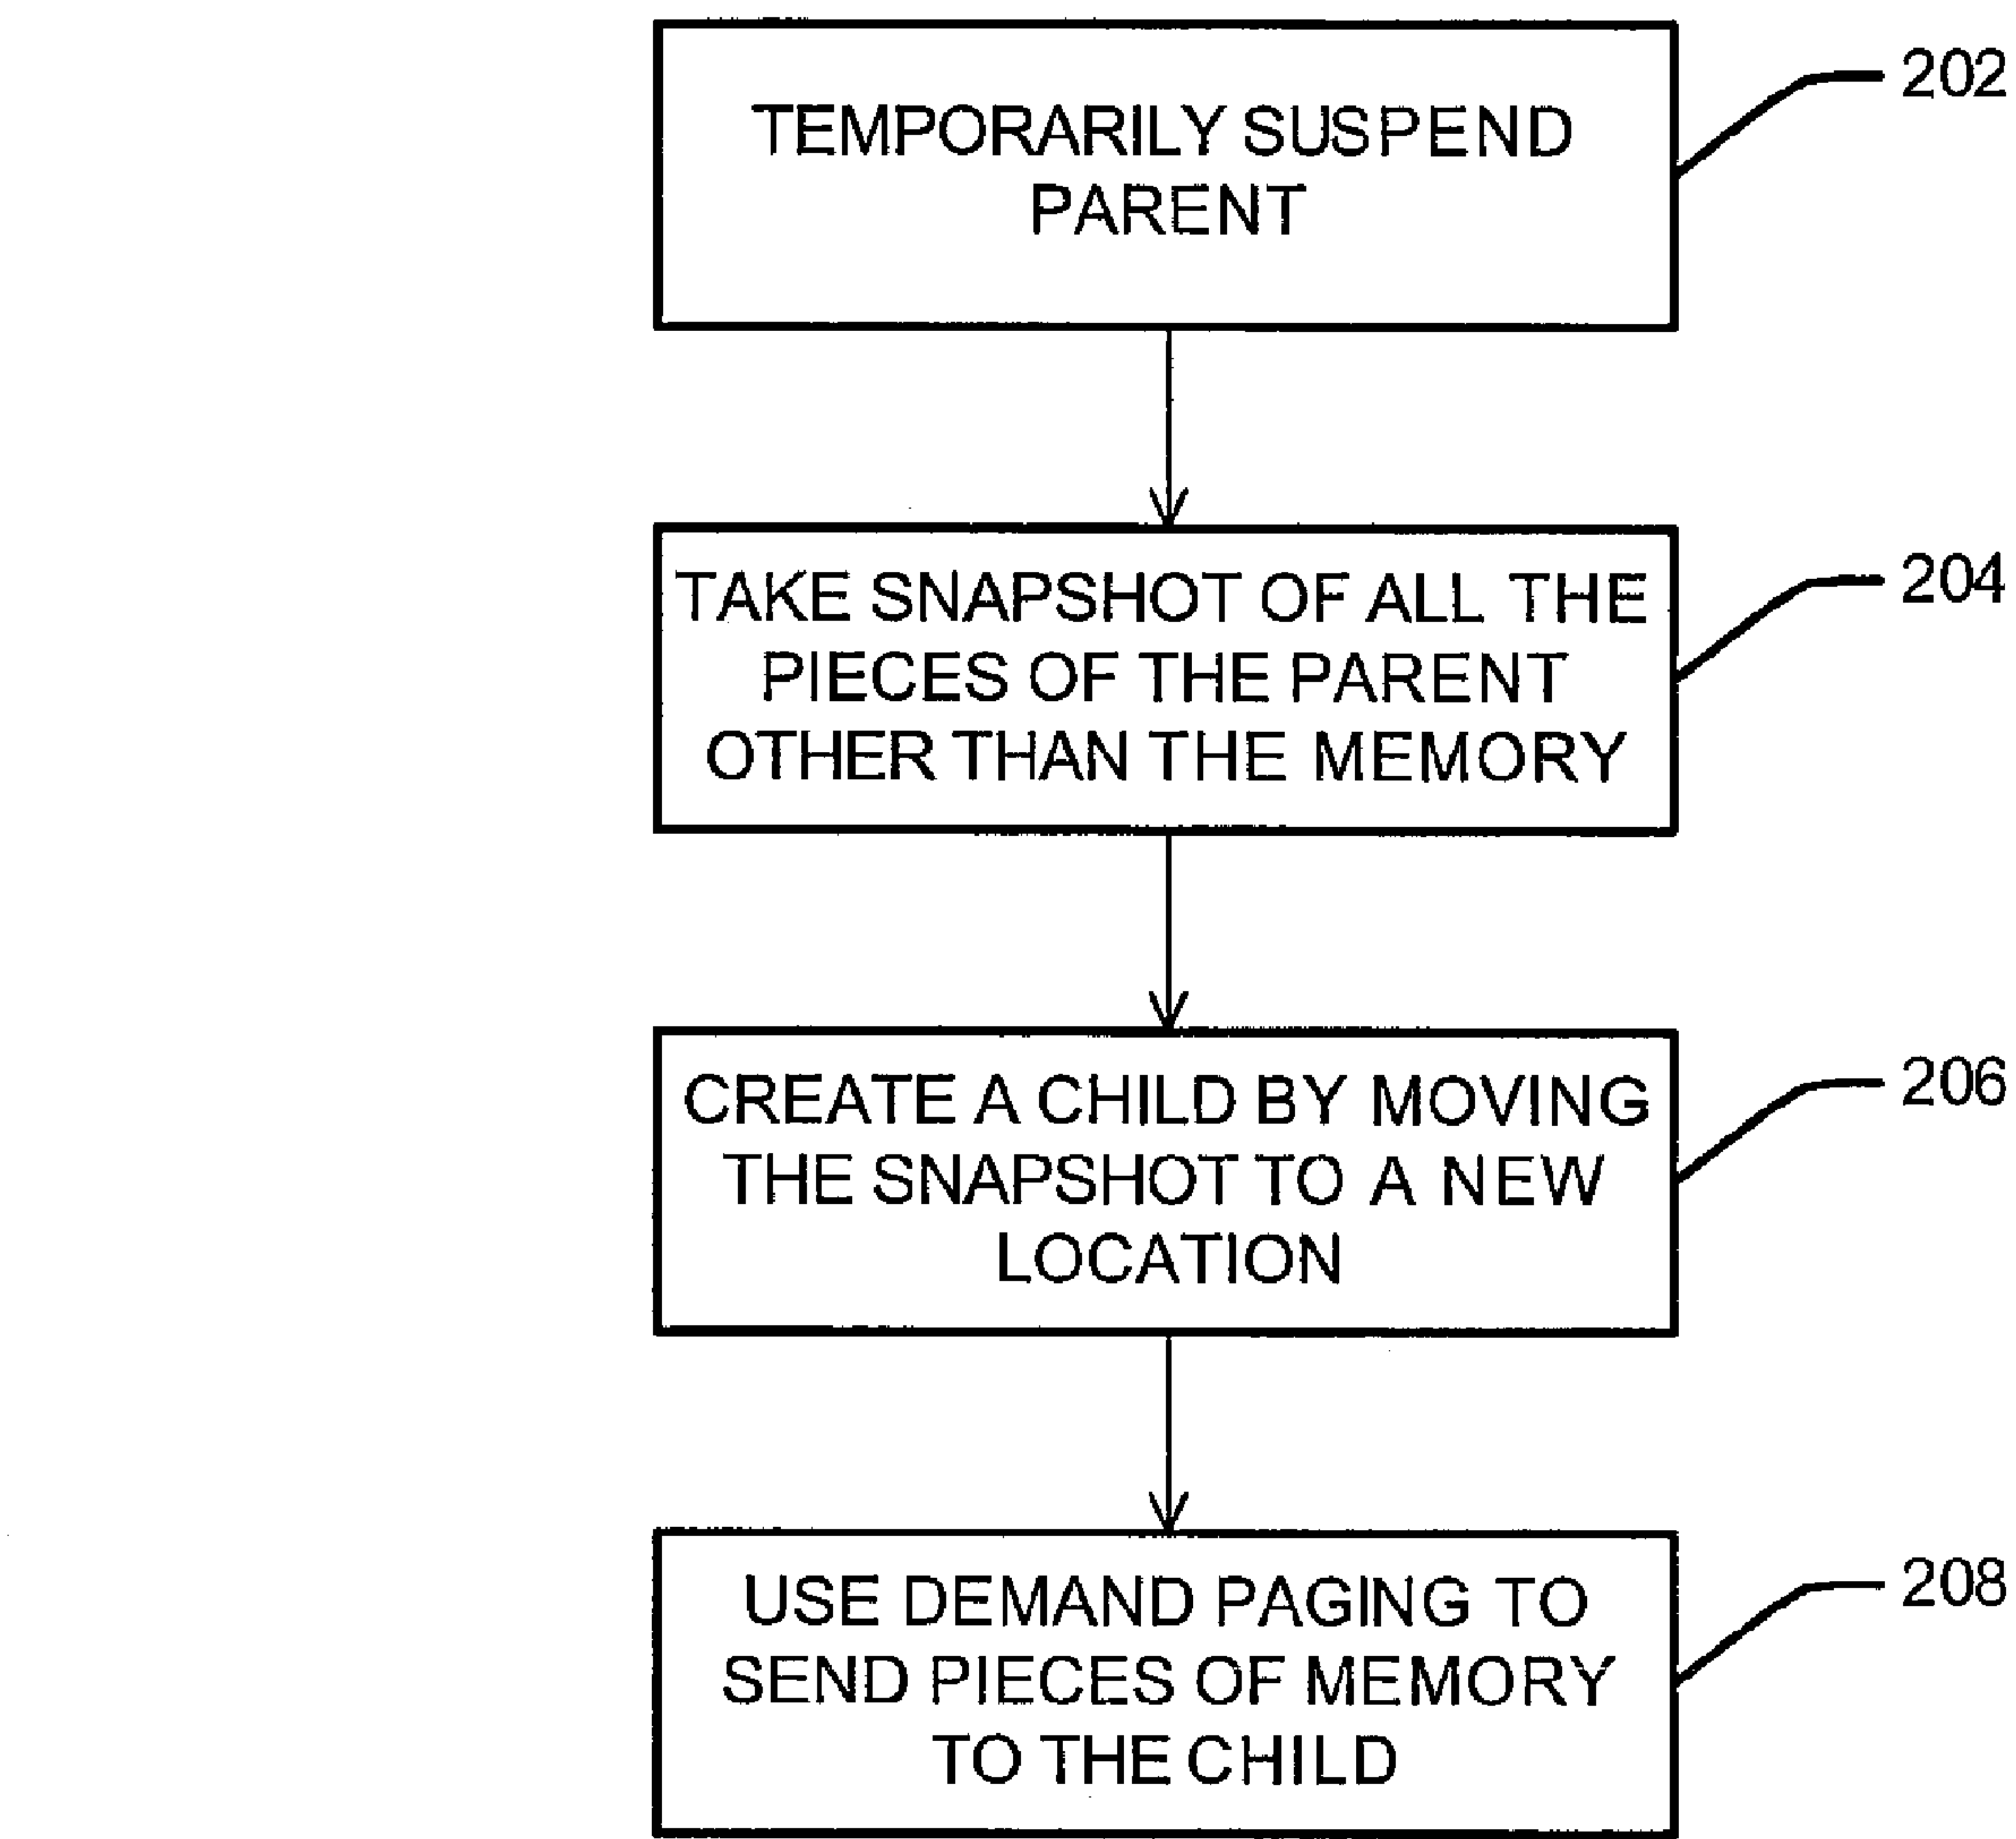 TEMPORARILY SUSPEND
PARENT
202
TAKE SNAPSHOT OF ALL THE
PIECES OF THE PARENT
OTHER THAN THE MEMORY
204
CREATE A CHILD BY MOVING
THE SNAPSHOT TO A NEW
LOCATION
206
USE DEMAND PAGING TO
SEND PIECES OF MEMORY
TO THE CHILD
208